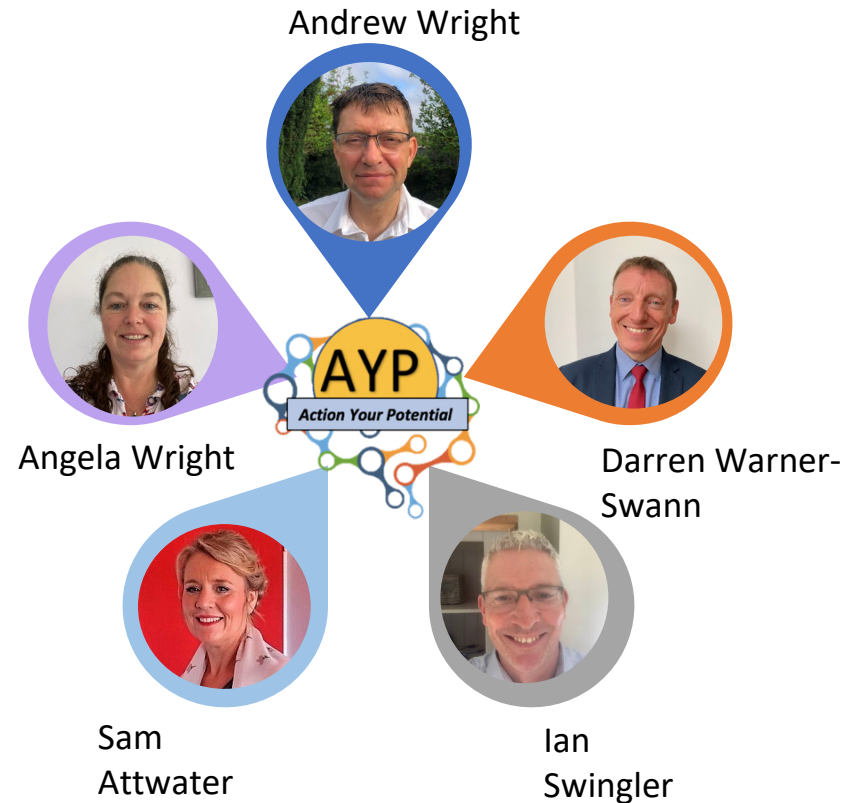 Andrew Wright
AYP
Action Your Potential
Angela Wright
Darren Warner-
Swann
Sam
Attwater
Ian
Swingler